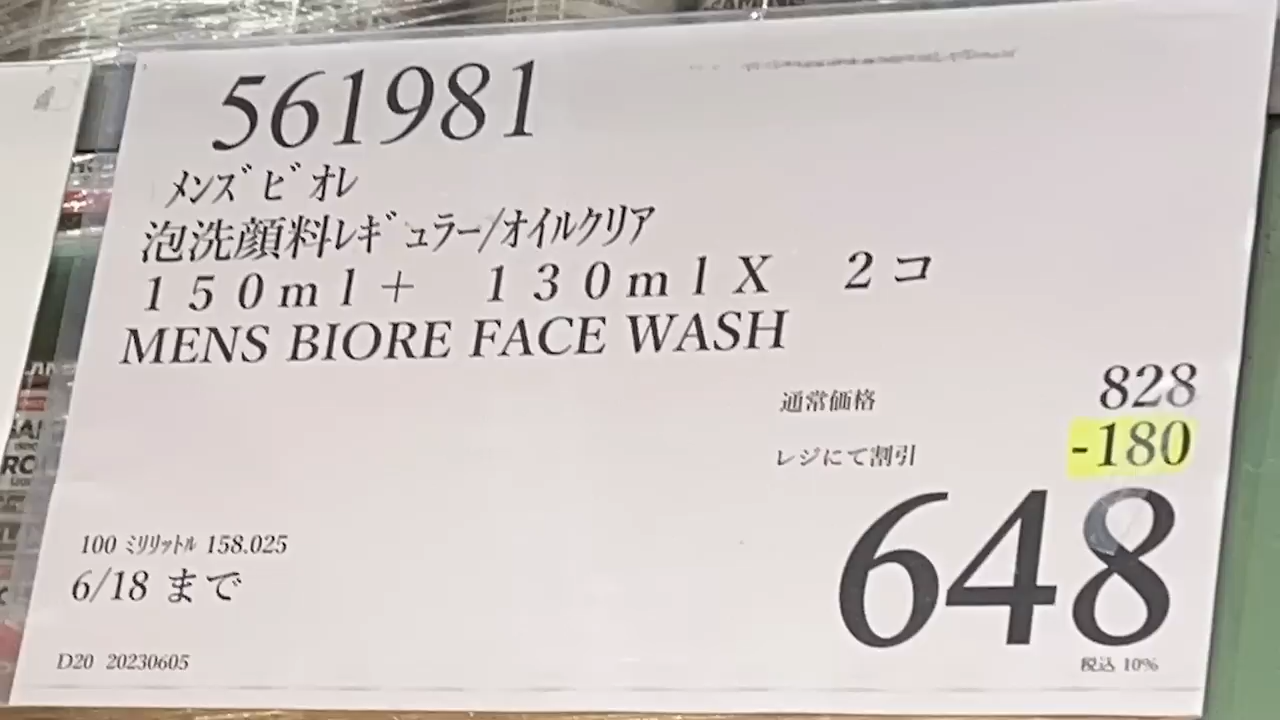 561981
メンズビオレ
泡洗顔料レギュラー/オイルクリア
150ml+ 130mlX 2コ
MENS BIORE FACE WASH
通常価格 828
レジにて割引 -180
648
税込 10%
100 ミリリットル 158.025
6/18 まで
D20 20230605